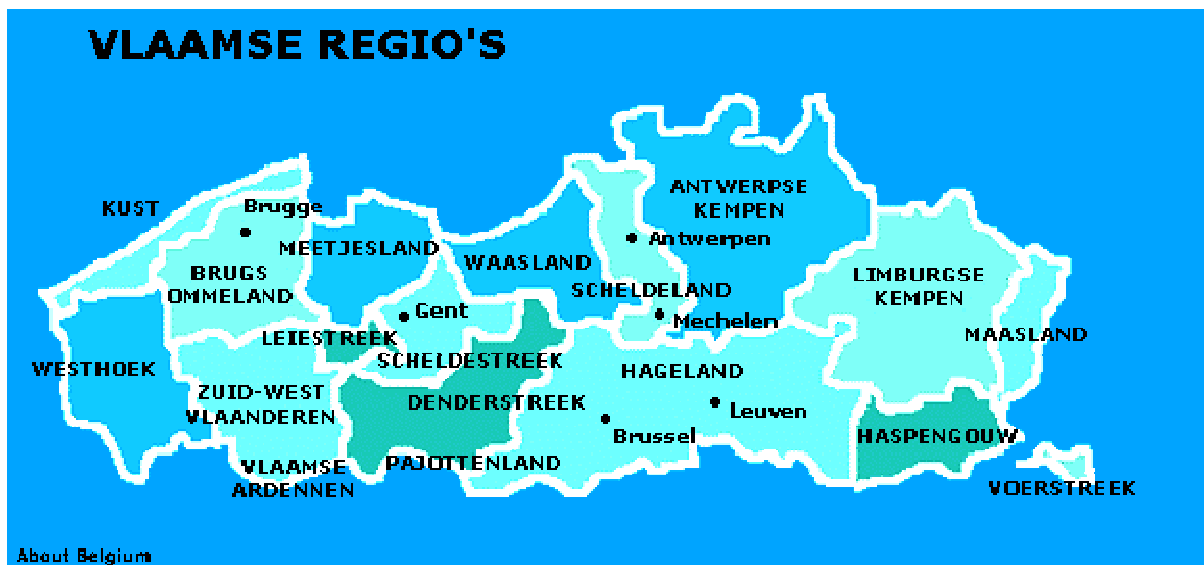 VLAAMSE REGIO'S
KUST
Brugge
ANTWERPSE
KEMPEN
MEETJESLAND
Antwerpen
WAASLAND
BRUGS
OMMELAND
LIMBURGSE
KEMPEN
SCHELDELAND
Gent
Mechelen
LEIESTREEK
MAASLAND
SCHELDESTREEK
WESTHOEK
HAGELAND
ZUID-WEST
VLAANDEREN
DENDERSTREEK
Leuven
Brussel
HASPENGOUW
PAJOTTENLAND
VLAAMSE
ARDENNEN
VOERSTREEK
About Belgium